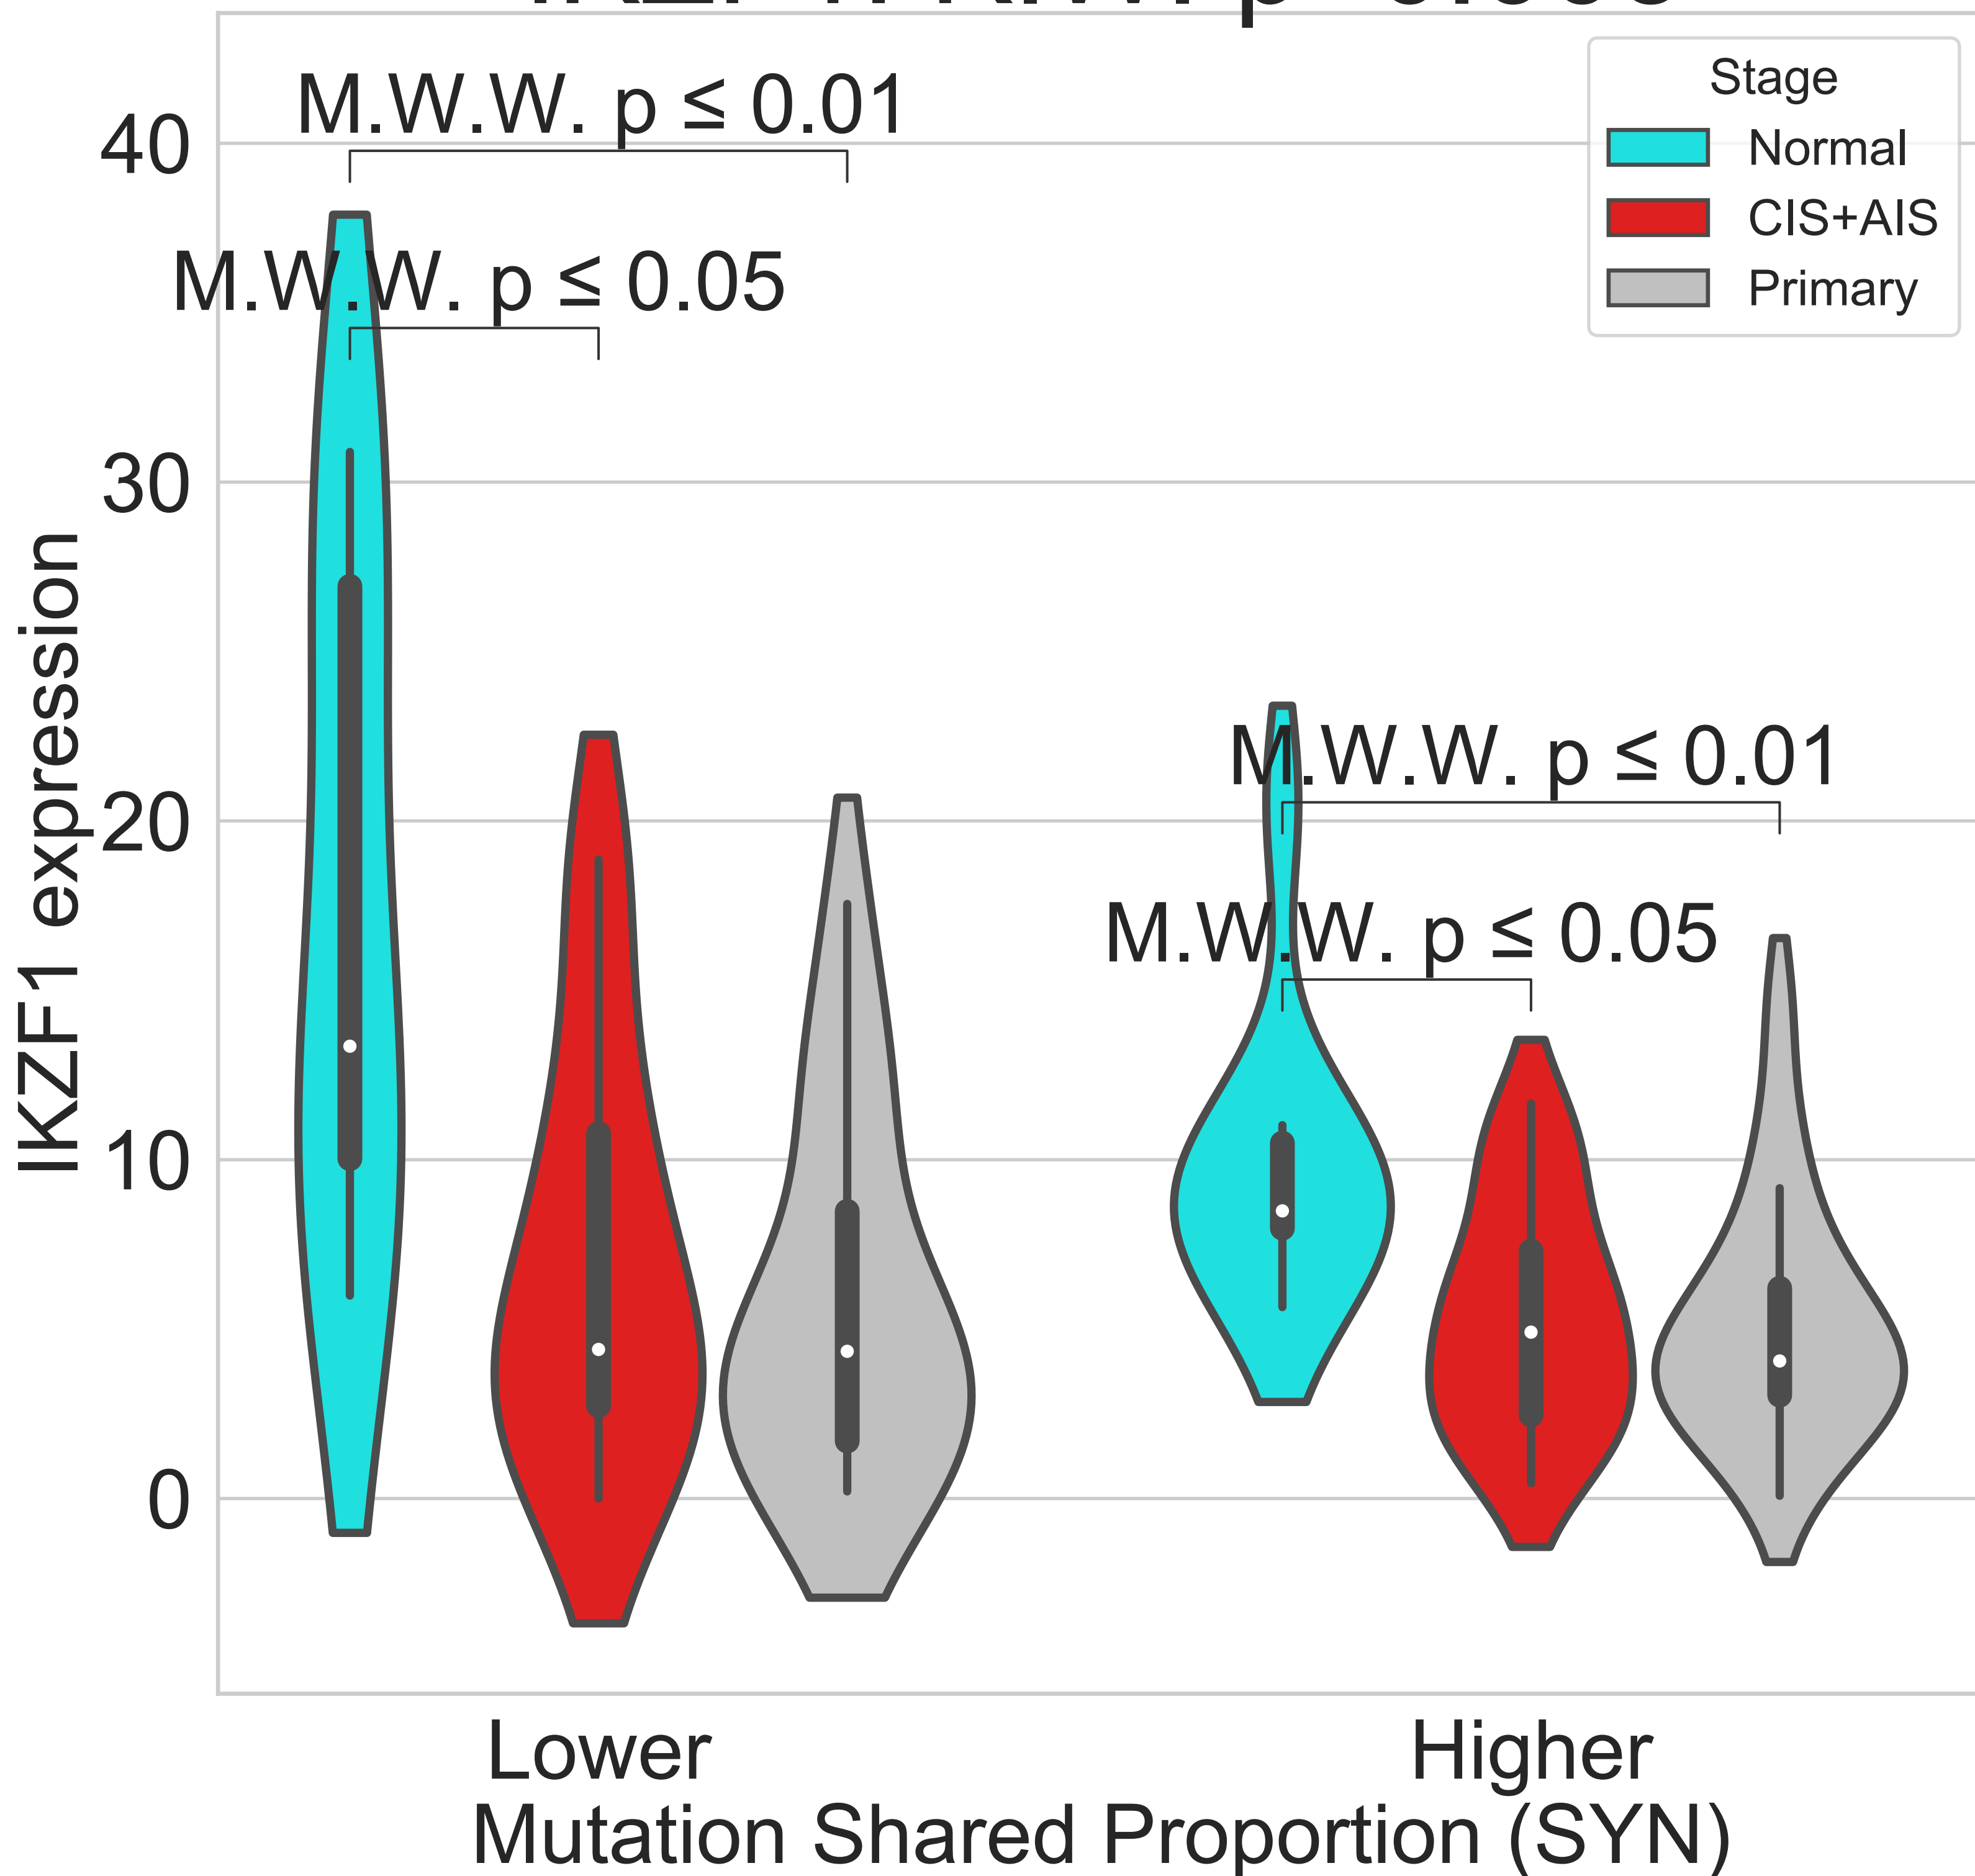 M.W.W. p ≤ 0.01
M.W.W. p ≤ 0.05
Stage
Normal
CIS+AIS
Primary
40
30
20
10
0
IKZF1 expression
M.W.W. p ≤ 0.01
M.W.W. p ≤ 0.05
Lower
Higher
Mutation Shared Proportion (SYN)